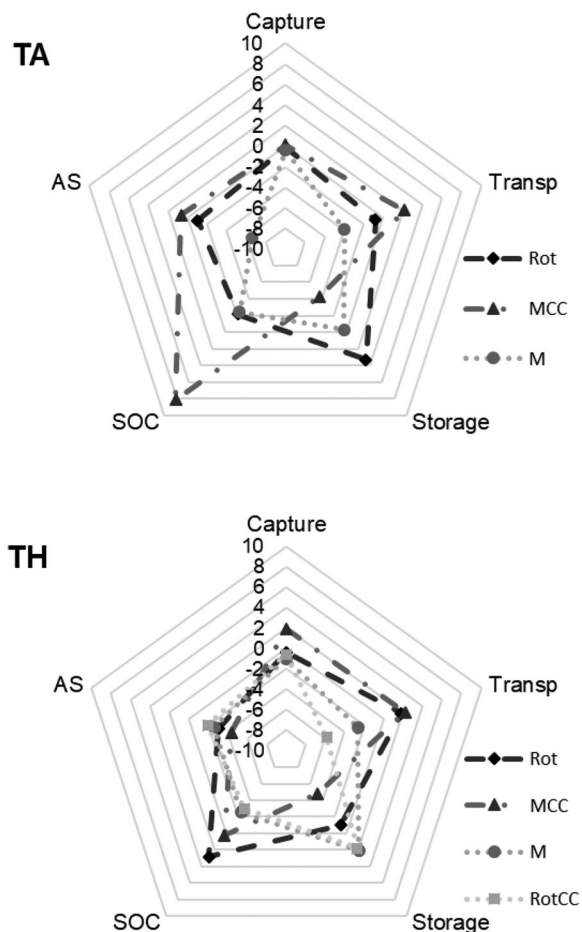 Capture
10
8
6
4
2
0
-2
-4
-6
-8
-10
TA
AS
Transp
SOC
Storage
Rot
MCC
M
Capture
10
8
6
4
2
0
-2
-4
-6
-8
-10
TH
AS
Transp
SOC
Storage
Rot
MCC
M
RotCC